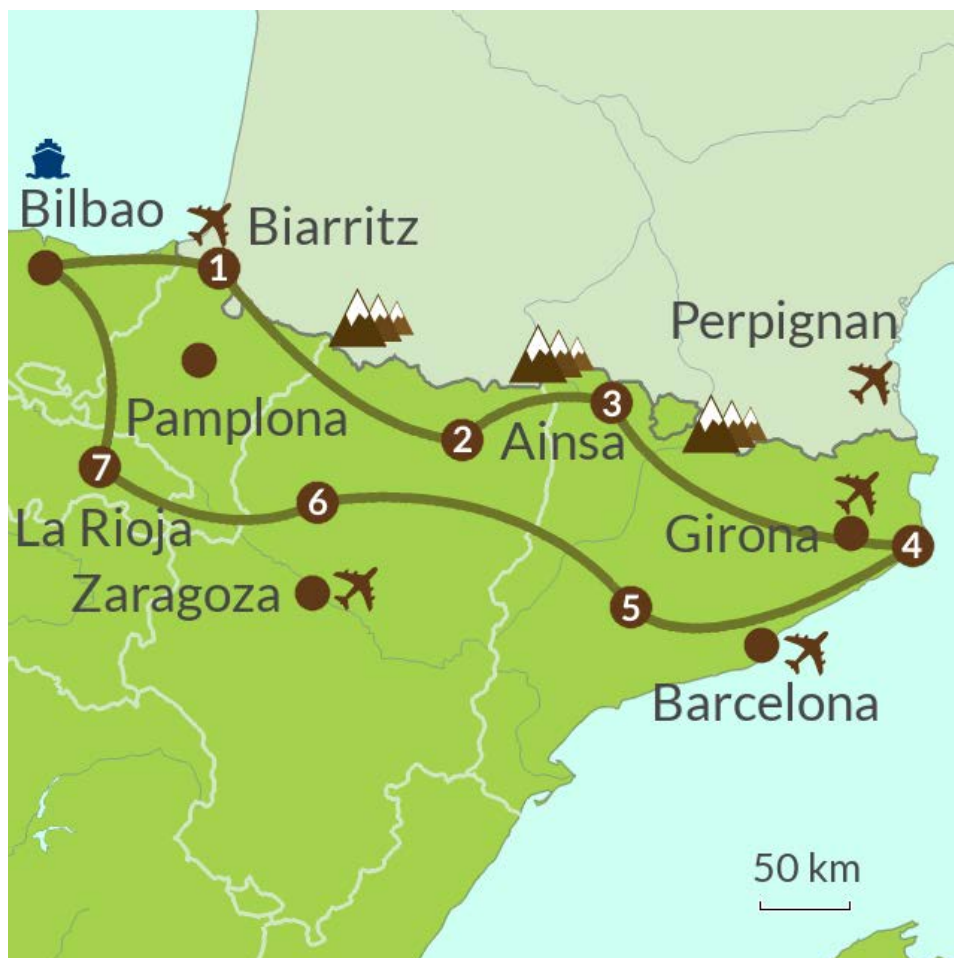 Bilbao
Biarritz
1
Perpignan
3
Pamplona
2
Ainsa
7
6
La Rioja
Girona
4
Zaragoza
5
Barcelona
50 km